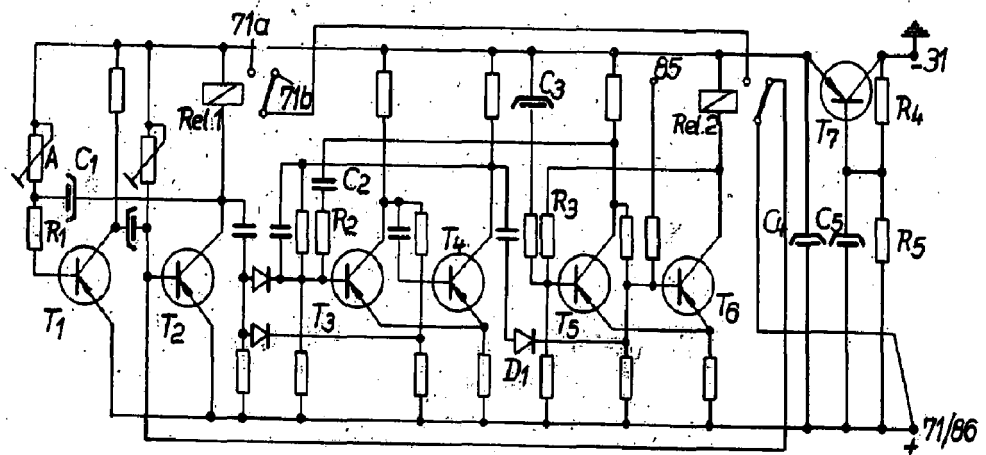 71a
85
-31
71b
C3
Rel.1
Rel.2
A
C1
T7
R4
C2
R1
R2
R3
T4
C4
C5
R5
T1
T2
T3
T5
T6
D1
71/86
+